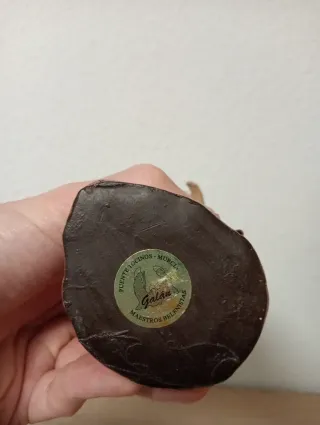 PUENTE TOCINOS - MURCIA
Galán
MAESTROS BELENISTAS